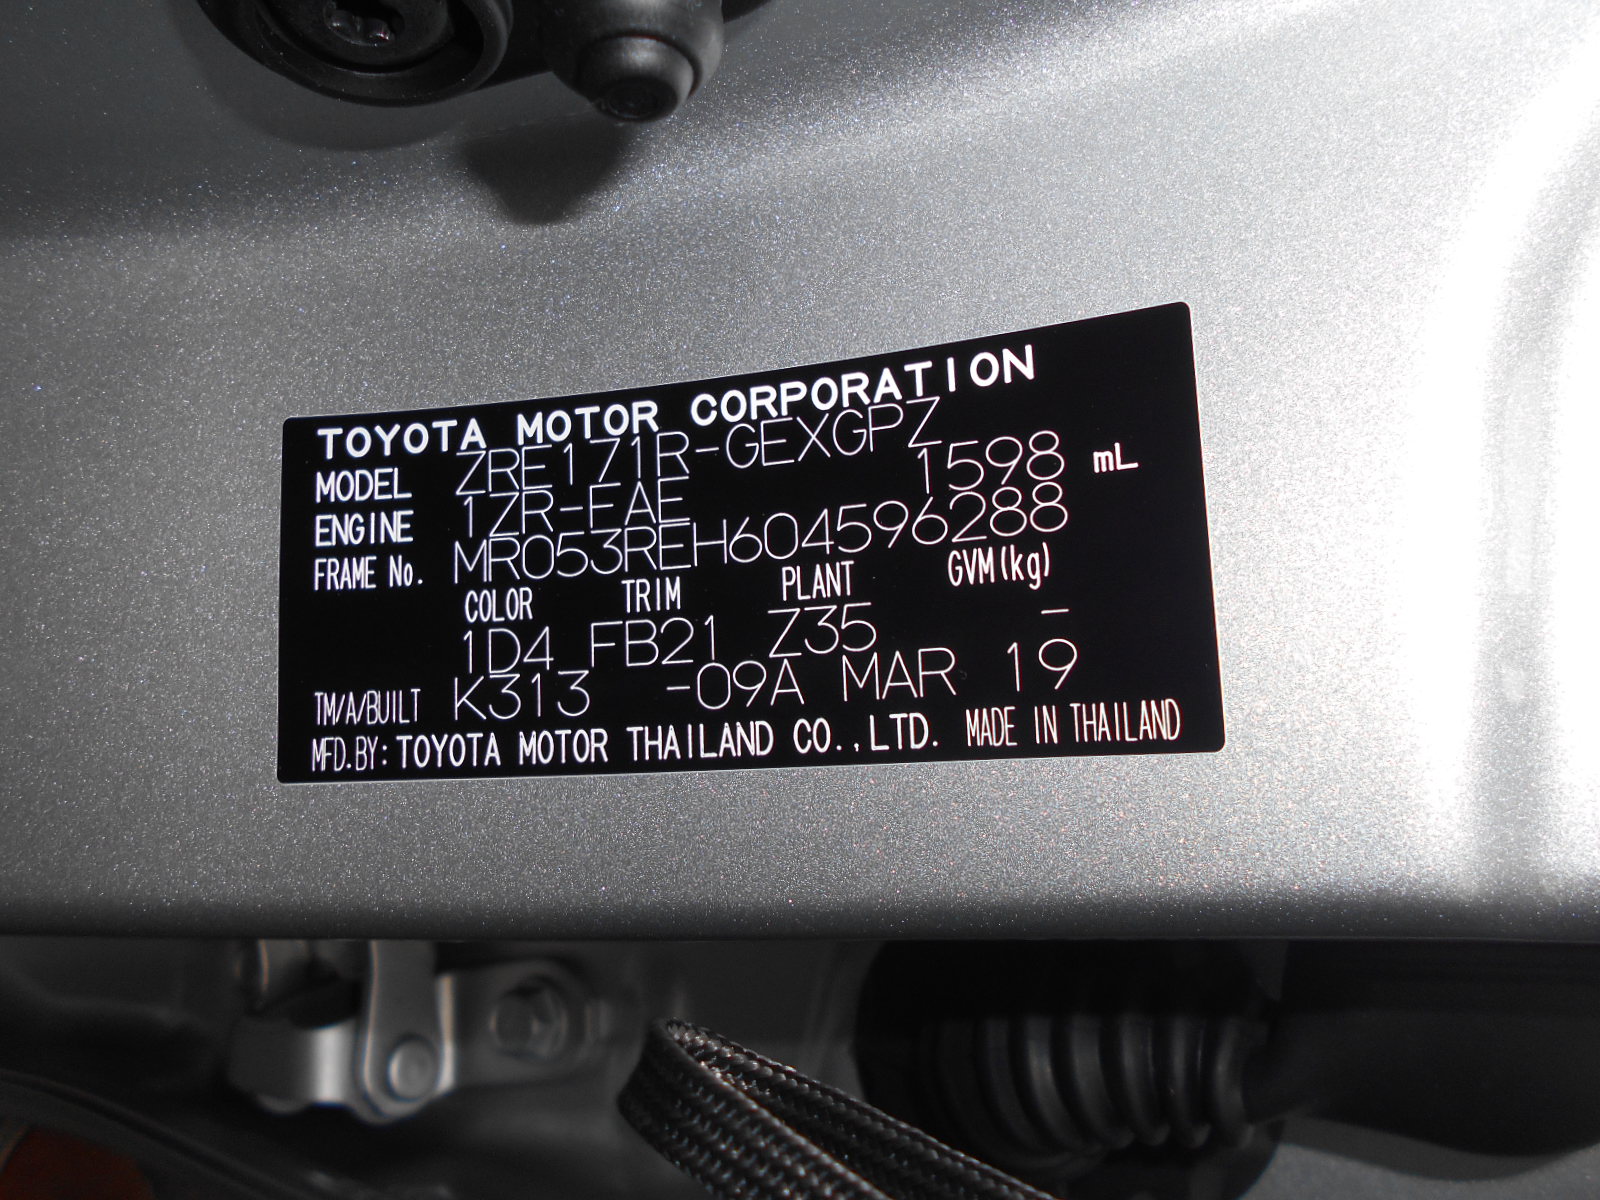 TOYOTA MOTOR CORPORATION
MODEL ZRE171R-GEXGPZ
ENGINE 1ZR-FAE 1598 mL
FRAME No. MR053REH604596288
COLOR TRIM PLANT GVM(kg)
1D4 FB21 Z35 -
TM/A/BUILT K313 -09A MAR 19
MFD.BY: TOYOTA MOTOR THAILAND CO.,LTD. MADE IN THAILAND